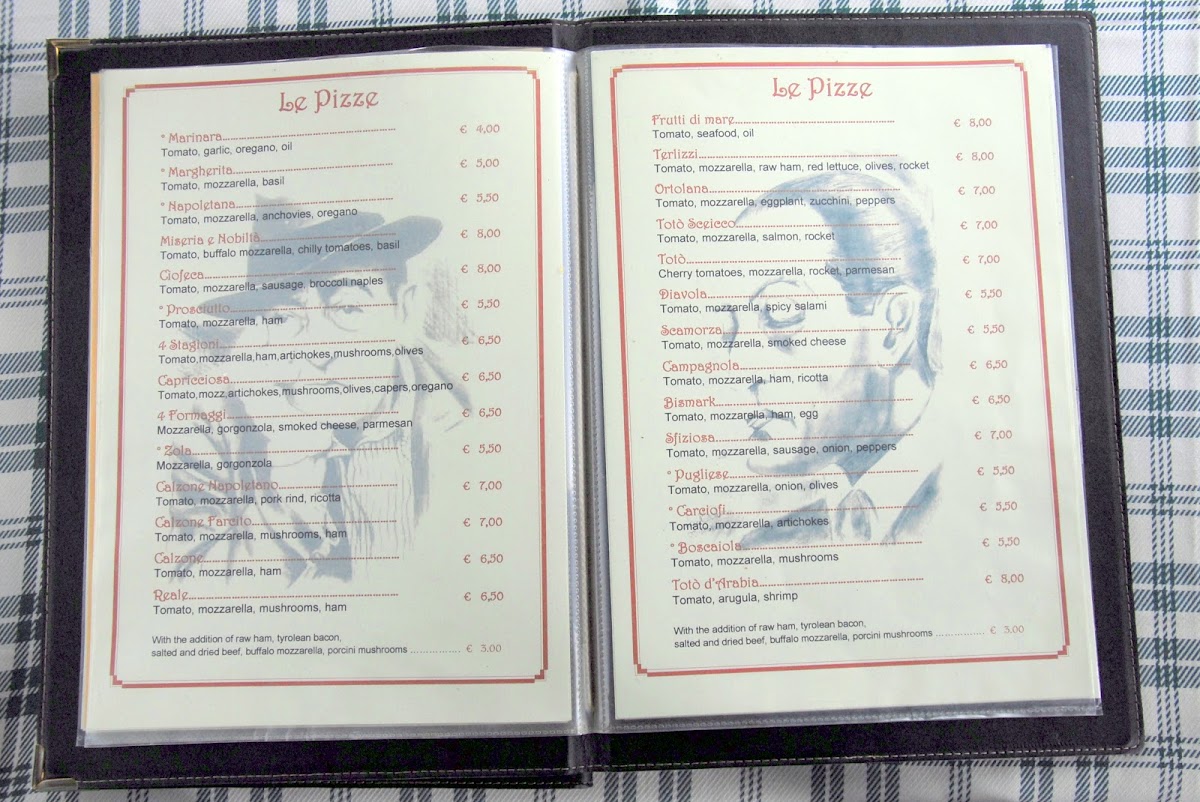 Le Pizze
° Marinara.......................................................... € 4,00
Tomato, garlic, oregano, oil
° Margherita.......................................................... € 5,00
Tomato, mozzarella, basil
° Napoletana.......................................................... € 5,50
Tomato, mozzarella, anchovies, oregano
Miseria e Nobiltà.......................................................... € 8,00
Tomato, buffalo mozzarella, chilly tomatoes, basil
Ciofeca.......................................................... € 8,00
Tomato, mozzarella, sausage, broccoli naples
° Prosciutto.......................................................... € 5,50
Tomato, mozzarella, ham
4 Stagioni.......................................................... € 6,50
Tomato,mozzarella,ham,artichokes,mushrooms,olives
Capricciosa.......................................................... € 6,50
Tomato,mozz,artichokes,mushrooms,olives,capers,oregano
4 Formaggi.......................................................... € 6,50
Mozzarella, gorgonzola, smoked cheese, parmesan
° Zola.......................................................... € 5,50
Mozzarella, gorgonzola
Calzone Napoletano.......................................................... € 7,00
Tomato, mozzarella, pork rind, ricotta
Calzone Farcito.......................................................... € 7,00
Tomato, mozzarella, mushrooms, ham
Calzone.......................................................... € 6,50
Tomato, mozzarella, ham
Reale.......................................................... € 6,50
Tomato, mozzarella, mushrooms, ham
With the addition of raw ham, tyrolean bacon,
salted and dried beef, buffalo mozzarella, porcini mushrooms ................ € 3.00
Le Pizze
Frutti di mare.......................................................... € 8,00
Tomato, seafood, oil
Terlizzi.......................................................... € 8,00
Tomato, mozzarella, raw ham, red lettuce, olives, rocket
Ortolana.......................................................... € 7,00
Tomato, mozzarella, eggplant, zucchini, peppers
Totò Sceicco.......................................................... € 7,00
Tomato, mozzarella, salmon, rocket
Totò.......................................................... € 7,00
Cherry tomatoes, mozzarella, rocket, parmesan
Diavola.......................................................... € 5,50
Tomato, mozzarella, spicy salami
Scamorza.......................................................... € 5,50
Tomato, mozzarella, smoked cheese
Campagnola.......................................................... € 6,50
Tomato, mozzarella, ham, ricotta
Bismark.......................................................... € 6,50
Tomato, mozzarella, ham, egg
Sfiziosa.......................................................... € 7,00
Tomato, mozzarella, sausage, onion, peppers
° Pugliese.......................................................... € 5,50
Tomato, mozzarella, onion, olives
° Carciofi.......................................................... € 5,50
Tomato, mozzarella, artichokes
° Boscaiola.......................................................... € 5,50
Tomato, mozzarella, mushrooms
Totò d'Arabia.......................................................... € 8,00
Tomato, arugula, shrimp
With the addition of raw ham, tyrolean bacon,
salted and dried beef, buffalo mozzarella, porcini mushrooms ................ € 3.00